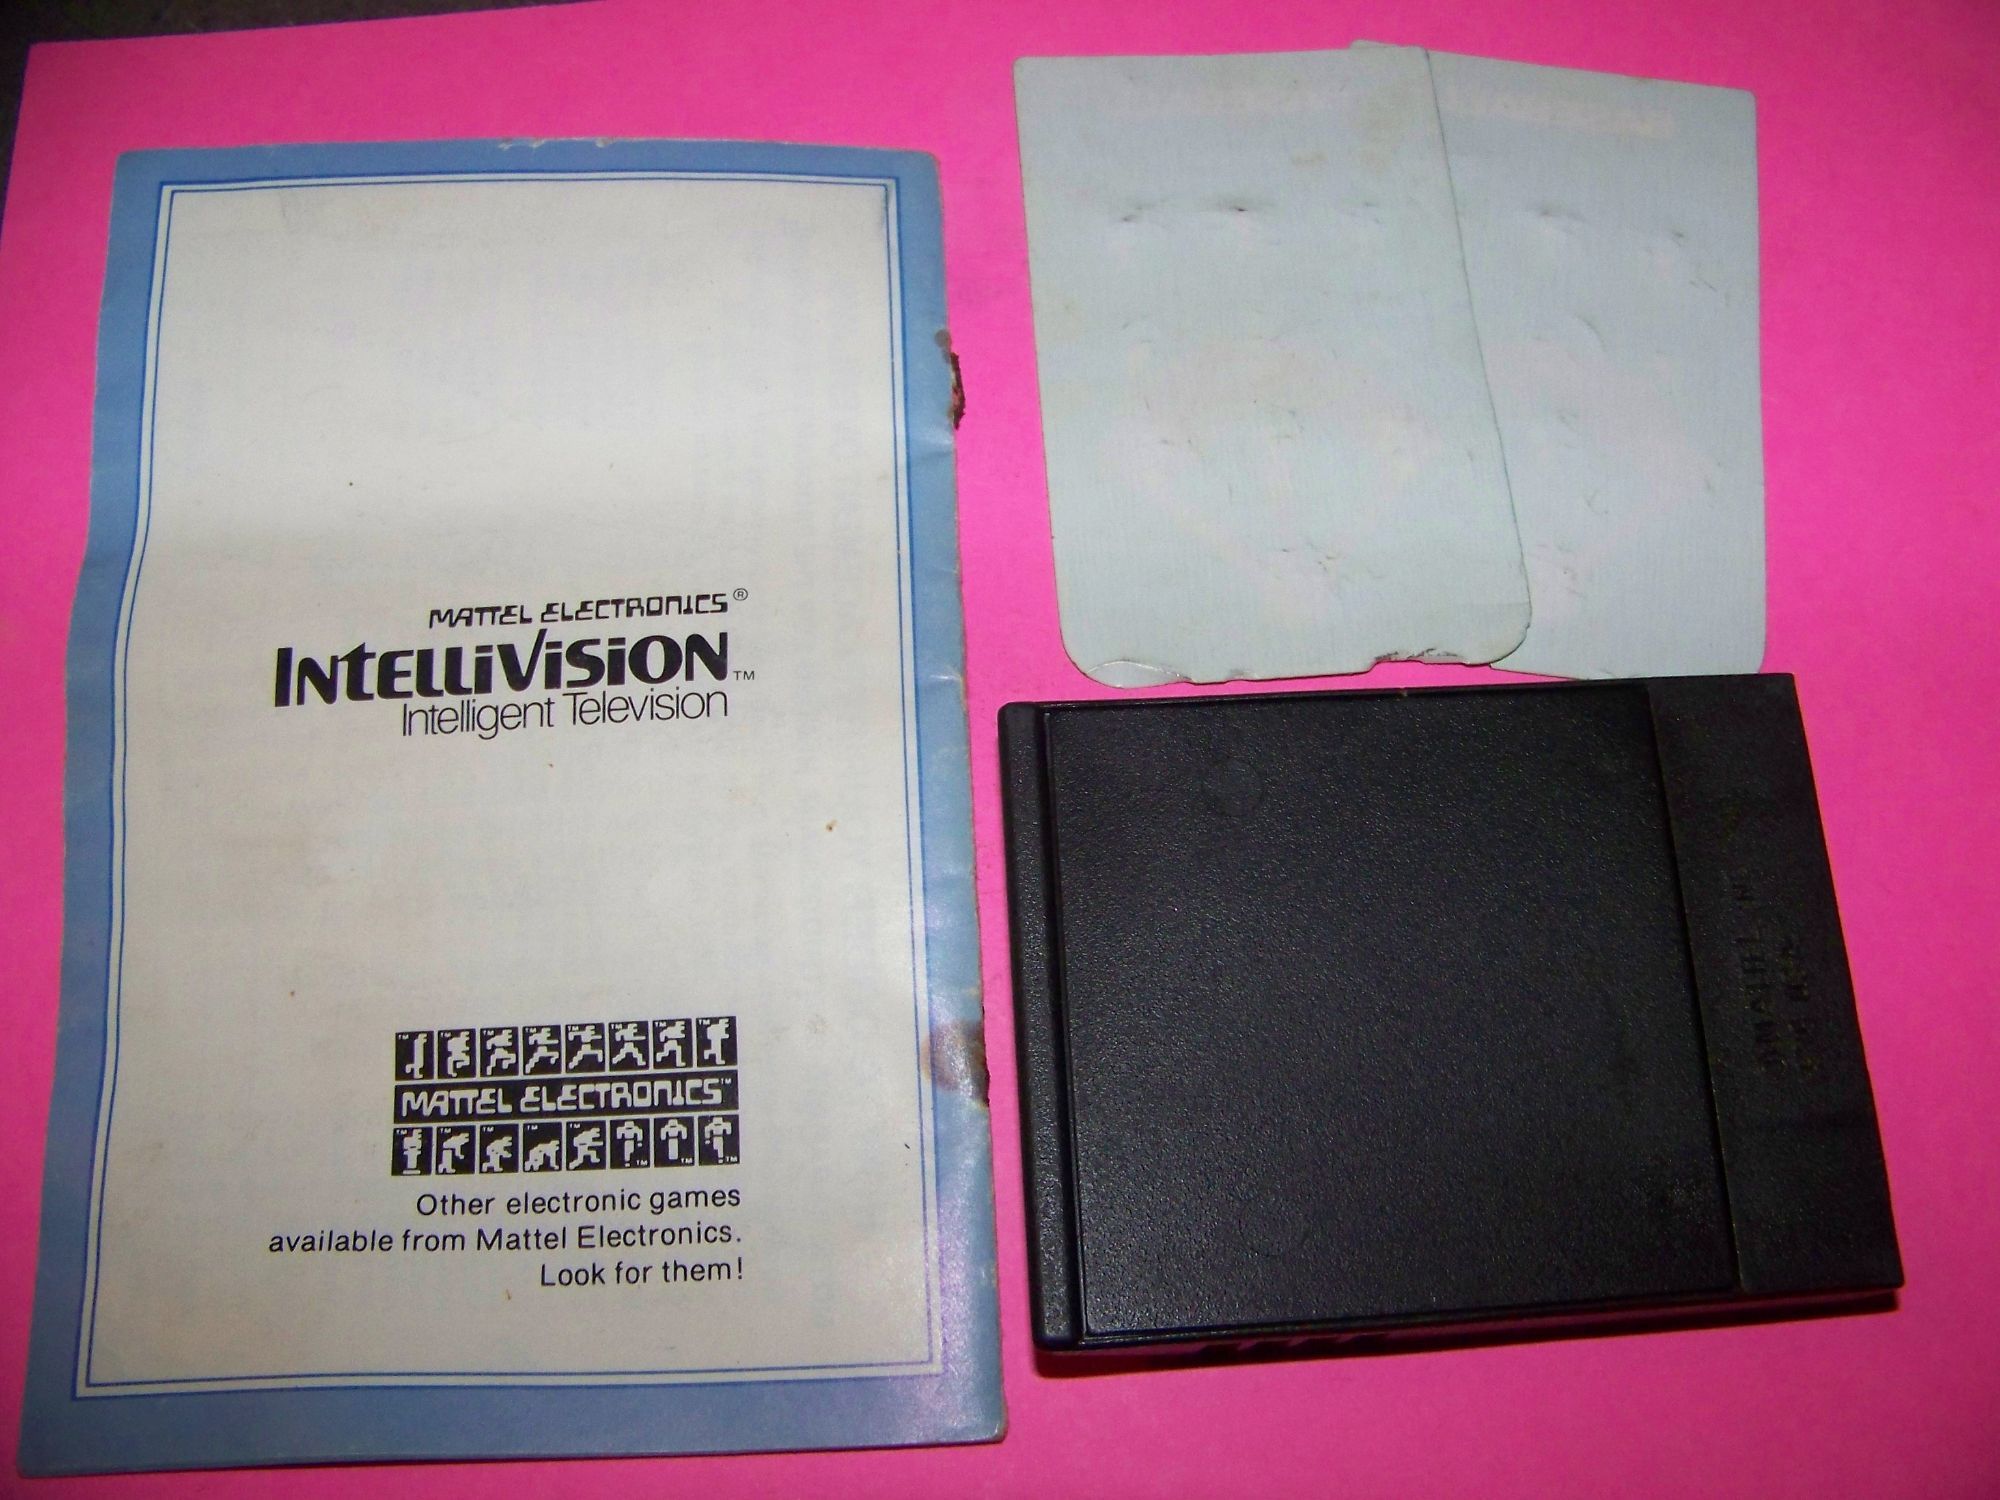 MATTEL ELECTRONICS®
INTELLIVISION™
Intelligent Television
MATTEL ELECTRONICS™
Other electronic games
available from Mattel Electronics.
Look for them!